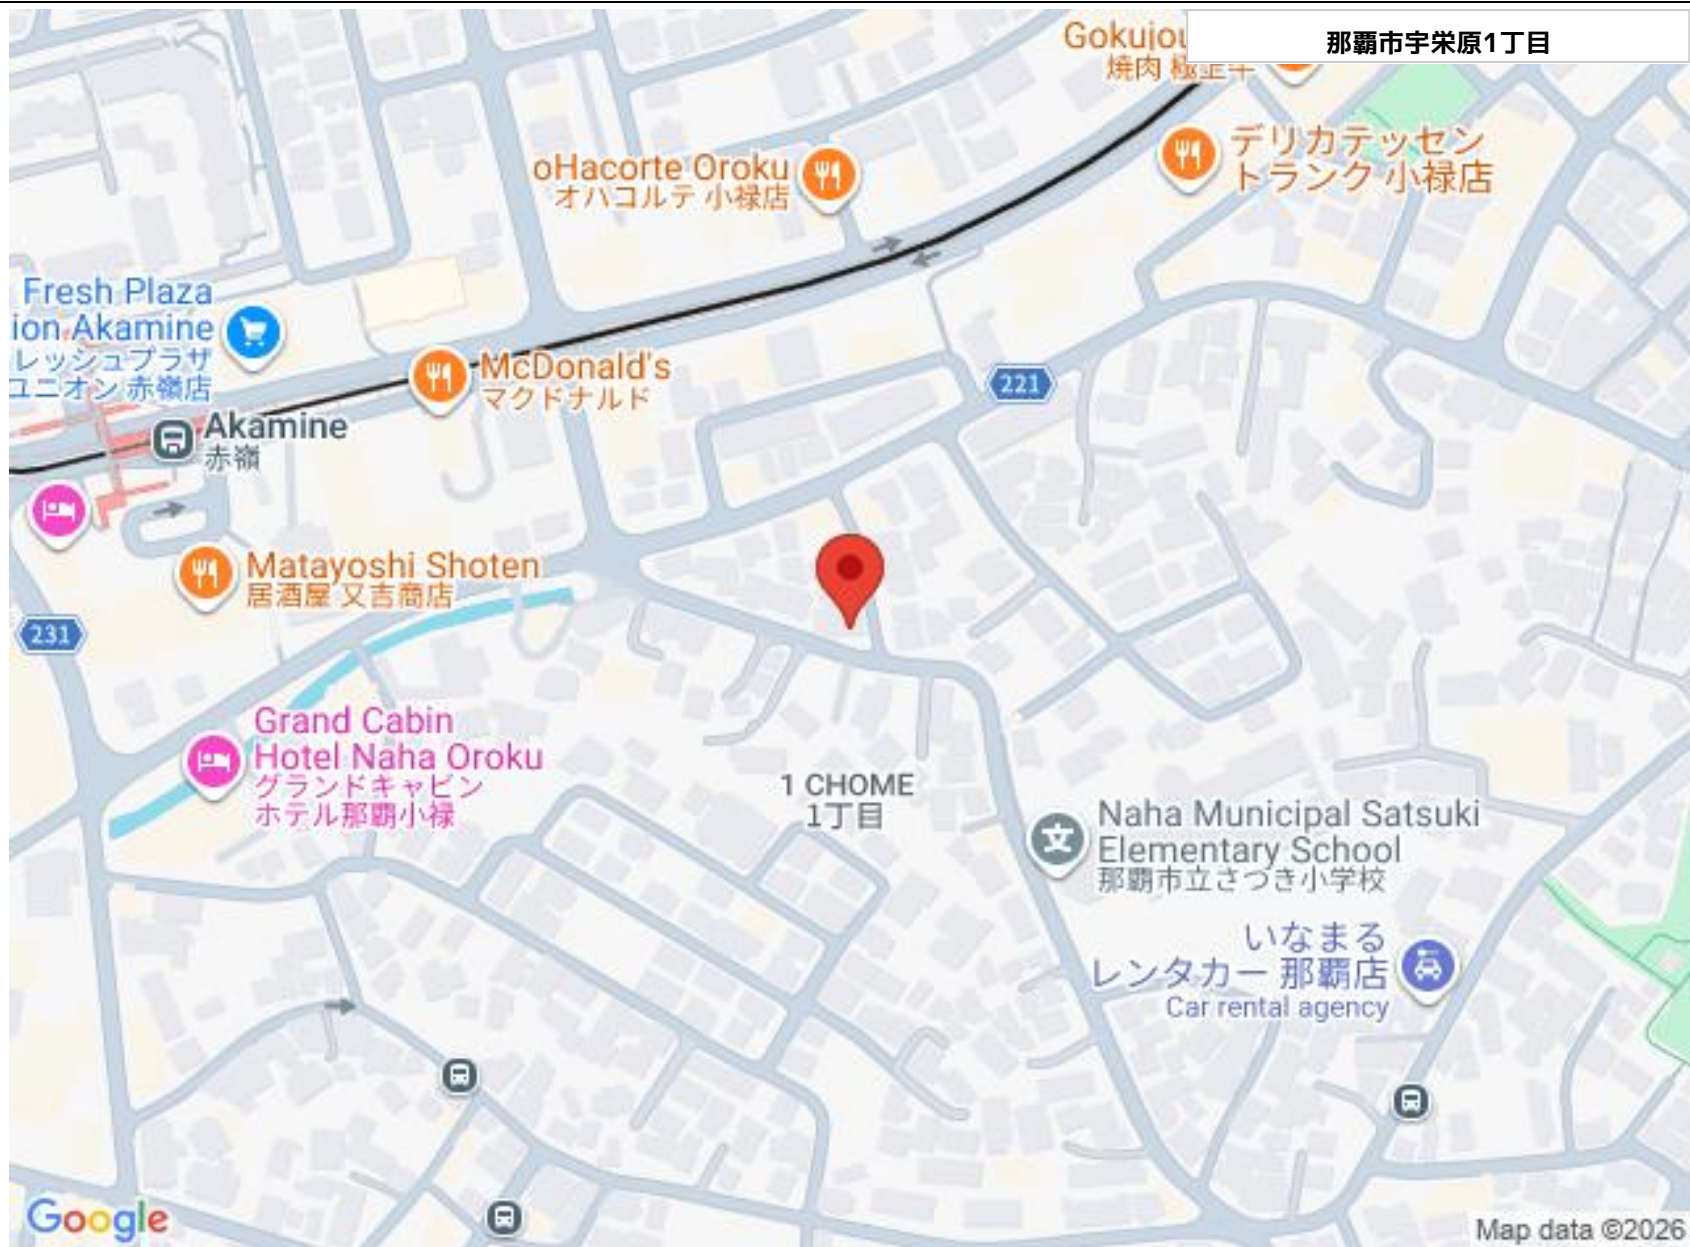 那覇市宇栄原1丁目
焼肉 極上牛
oHacorte Oroku
オハコルテ 小禄店
デリカテッセン
トランク 小禄店
Fresh Plaza
ion Akamine
レッシュプラザ
ユニオン 赤嶺店
McDonald's
マクドナルド
221
Akamine
赤嶺
Matayoshi Shoten
居酒屋 又吉商店
231
Grand Cabin
Hotel Naha Oroku
グランドキャビン
ホテル那覇小禄
1 CHOME
1丁目
Naha Municipal Satsuki
Elementary School
那覇市立さつき小学校
いなまる
レンタカー 那覇店
Car rental agency
Google
Map data ©2026